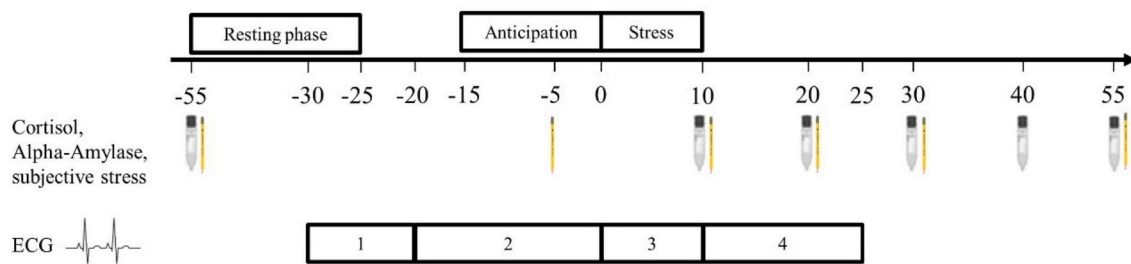 Resting phase
Anticipation
Stress
-55
-30
-25
-20
-15
-5
0
10
20
25
30
40
55
Cortisol,
Alpha-Amylase,
subjective stress
ECG
1
2
3
4